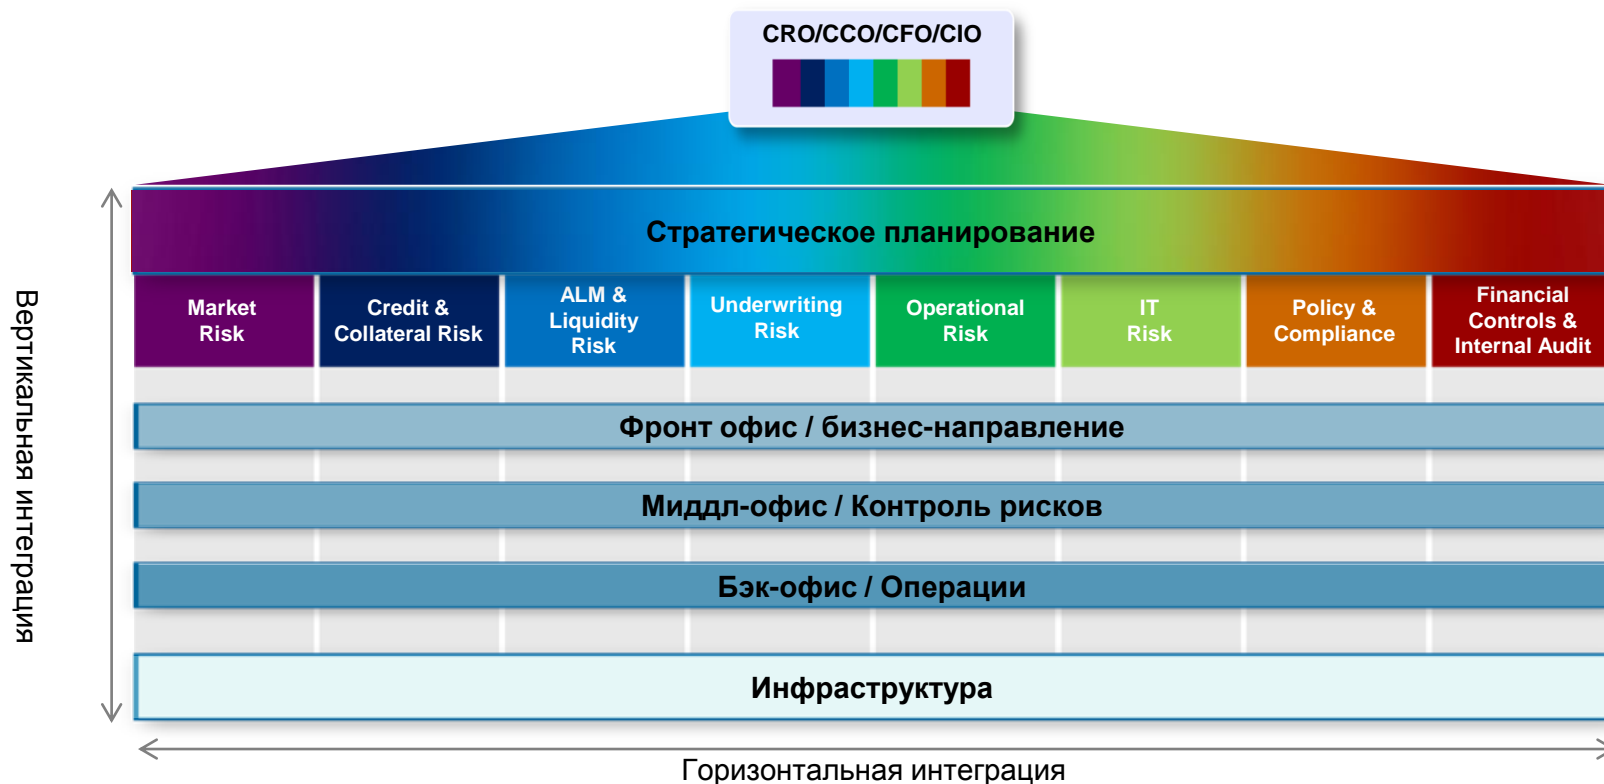 CRO/CCO/CFO/CIO
Стратегическое планирование
Market
Risk
Credit &
Collateral Risk
ALM &
Liquidity
Risk
Underwriting
Risk
Operational
Risk
IT
Risk
Policy &
Compliance
Financial
Controls &
Internal Audit
Вертикальная интеграция
Фронт офис / бизнес-направление
Миддл-офис / Контроль рисков
Бэк-офис / Операции
Инфраструктура
Горизонтальная интеграция